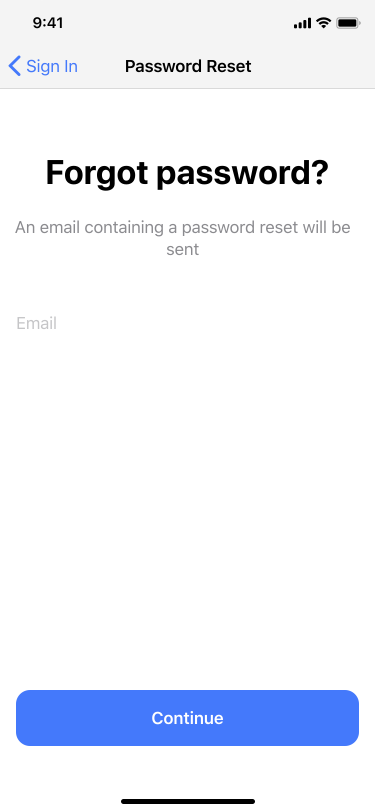 9:41
Sign In
Password Reset
Forgot password?
An email containing a password reset will be
sent
Email
Continue